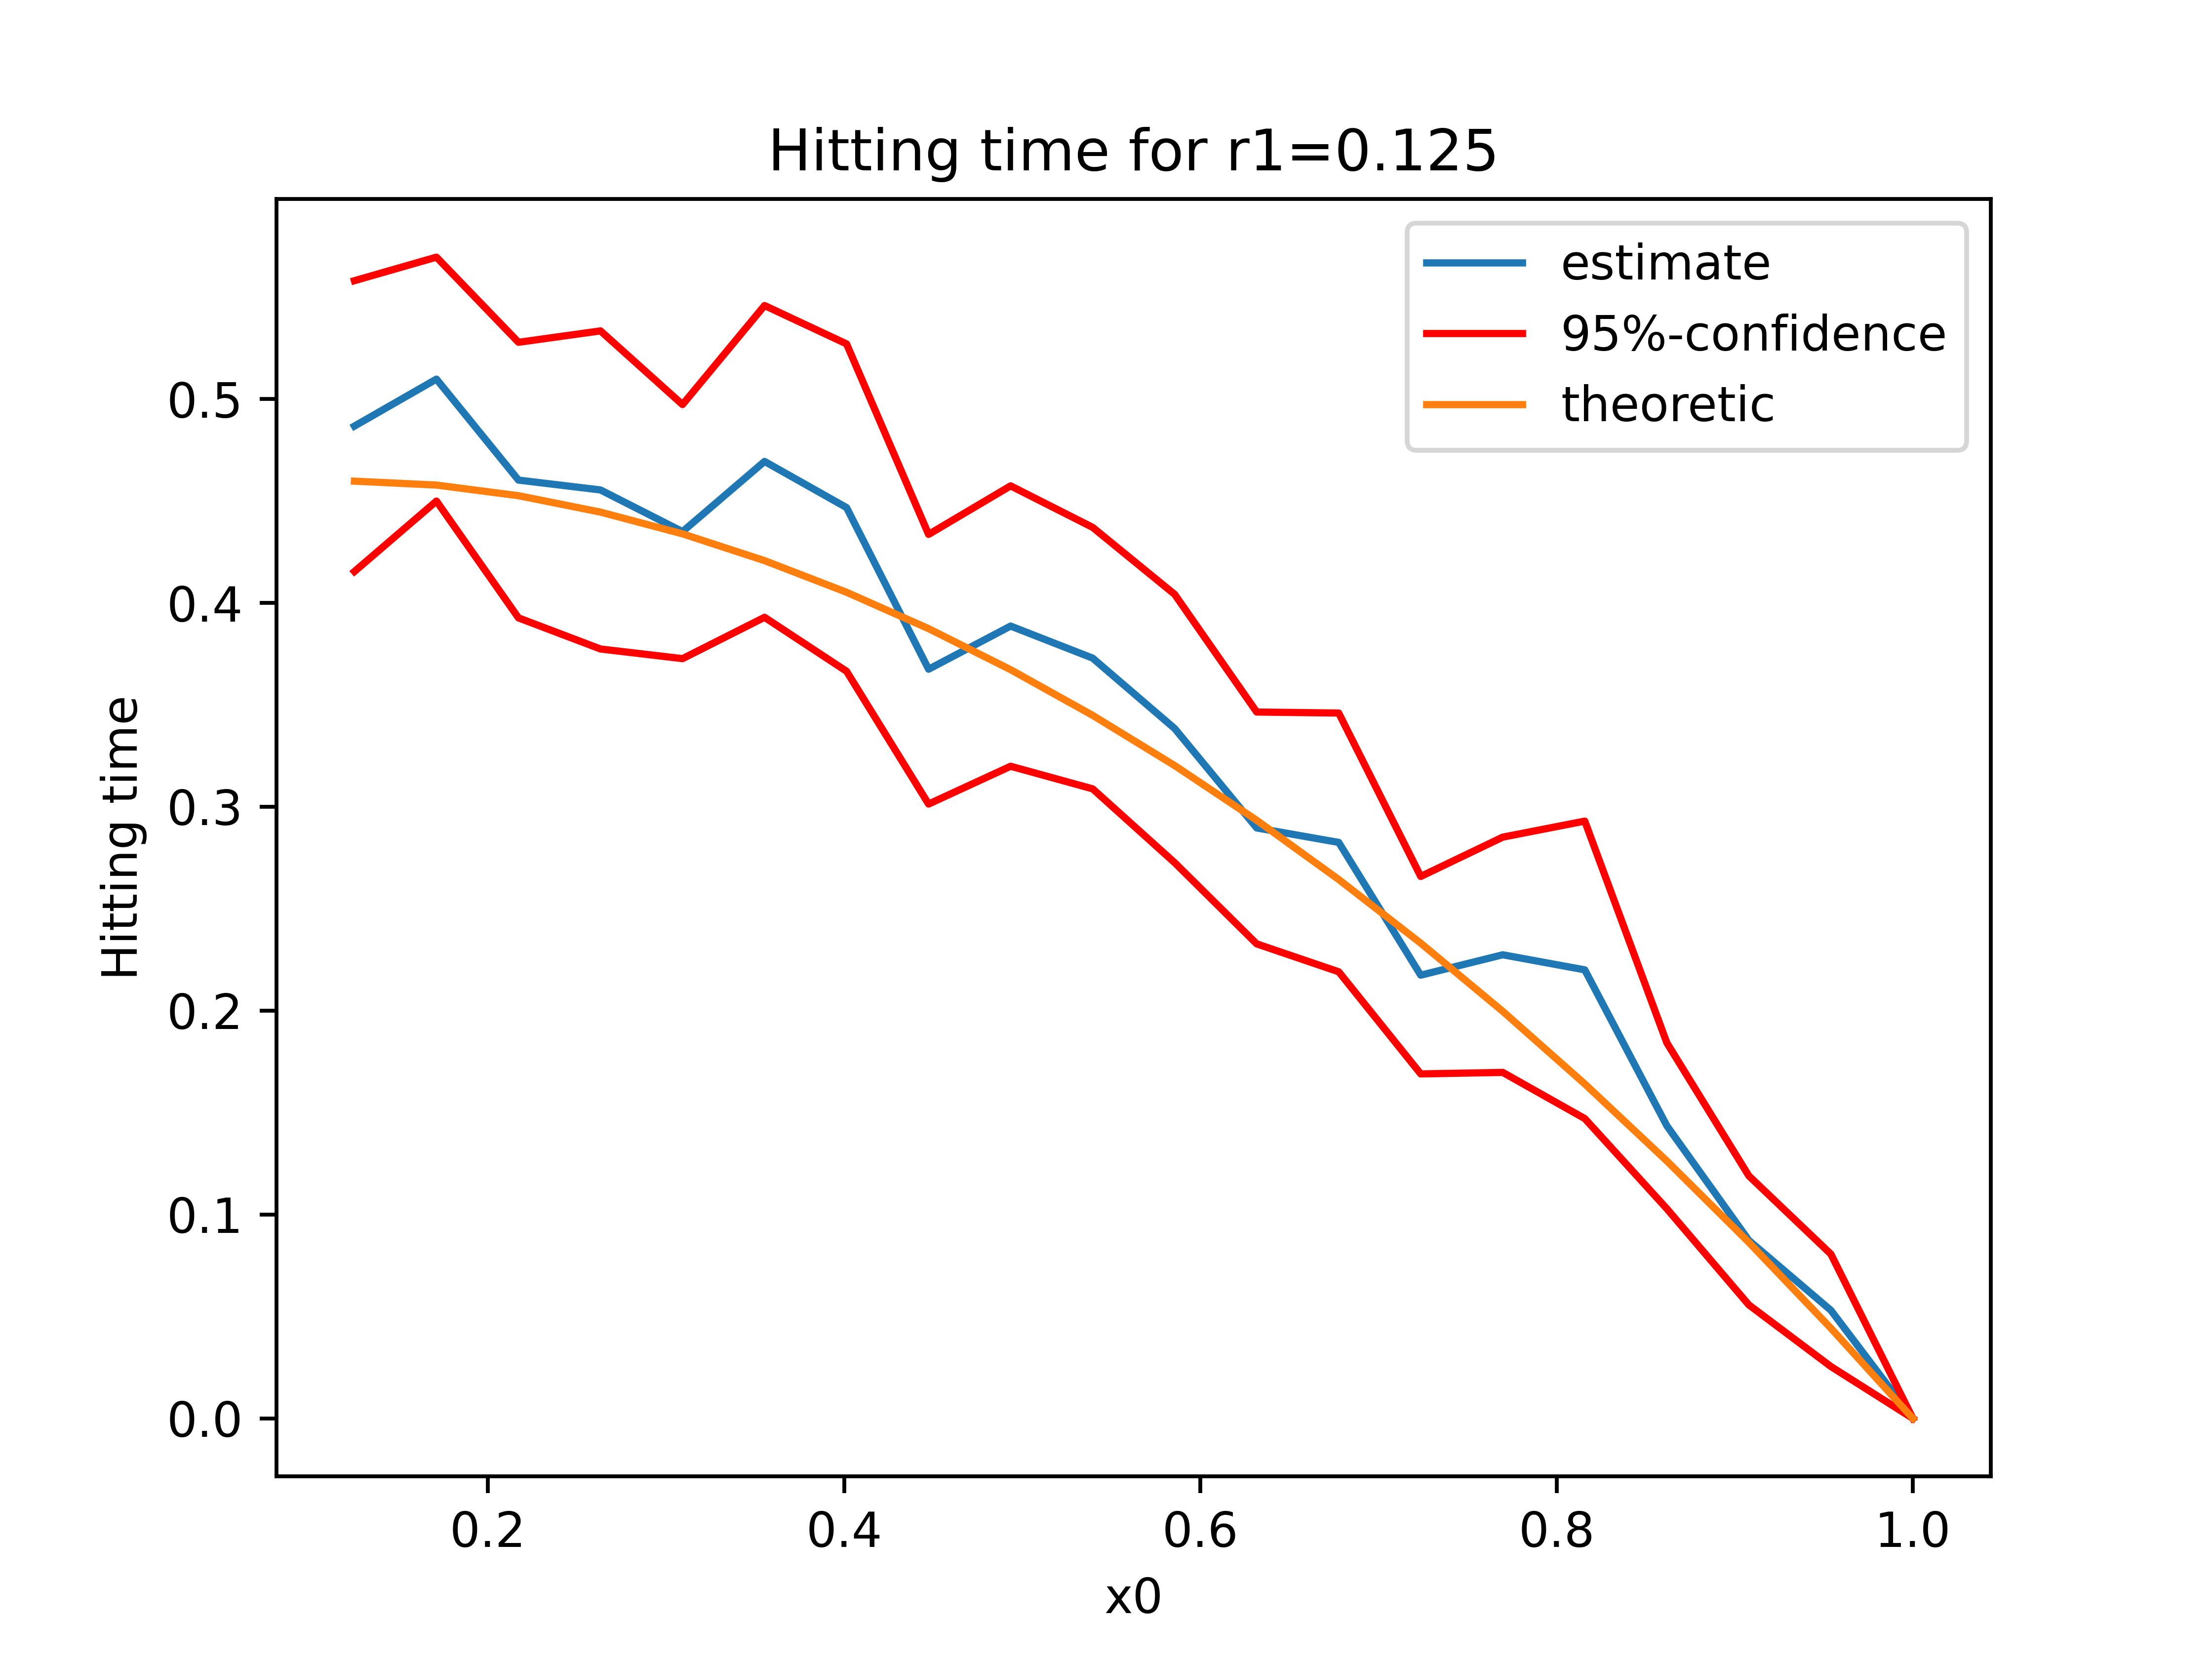 Hitting time for r1=0.125
estimate
95%-confidence
theoretic
Hitting time
0.5
0.4
0.3
0.2
0.1
0.0
0.2
0.4
0.6
0.8
1.0
x0